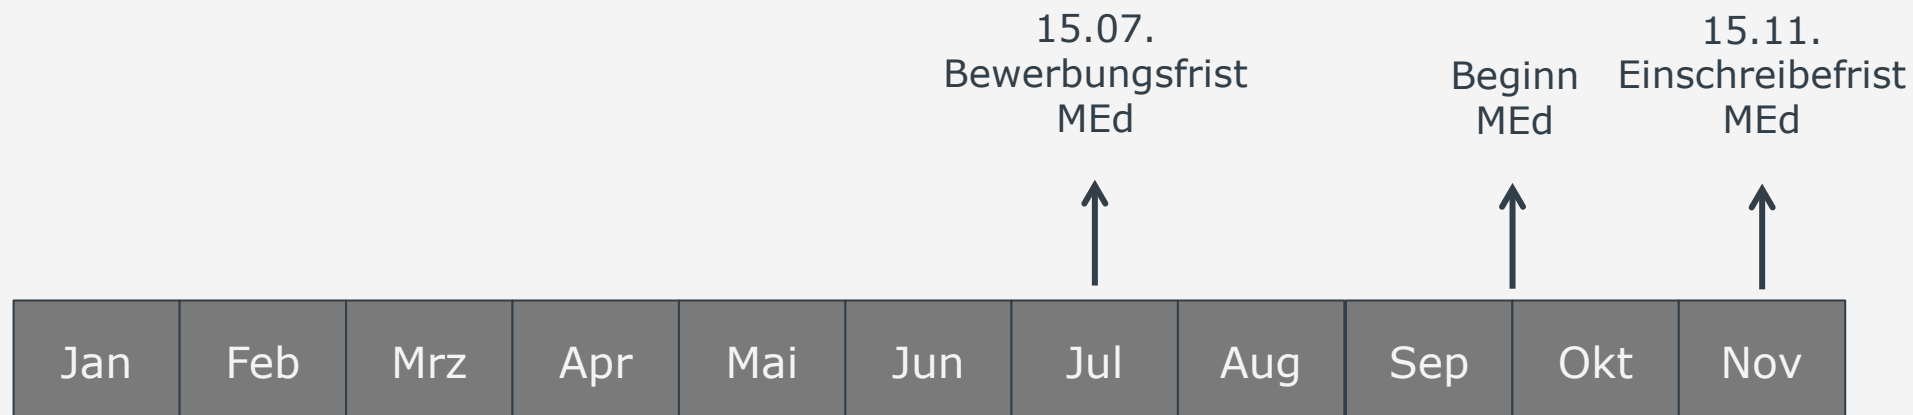 15.07.
Bewerbungsfrist
MEd
Beginn
MEd
15.11.
Einschreibefrist
MEd
Jan Feb Mrz Apr Mai Jun Jul Aug Sep Okt Nov